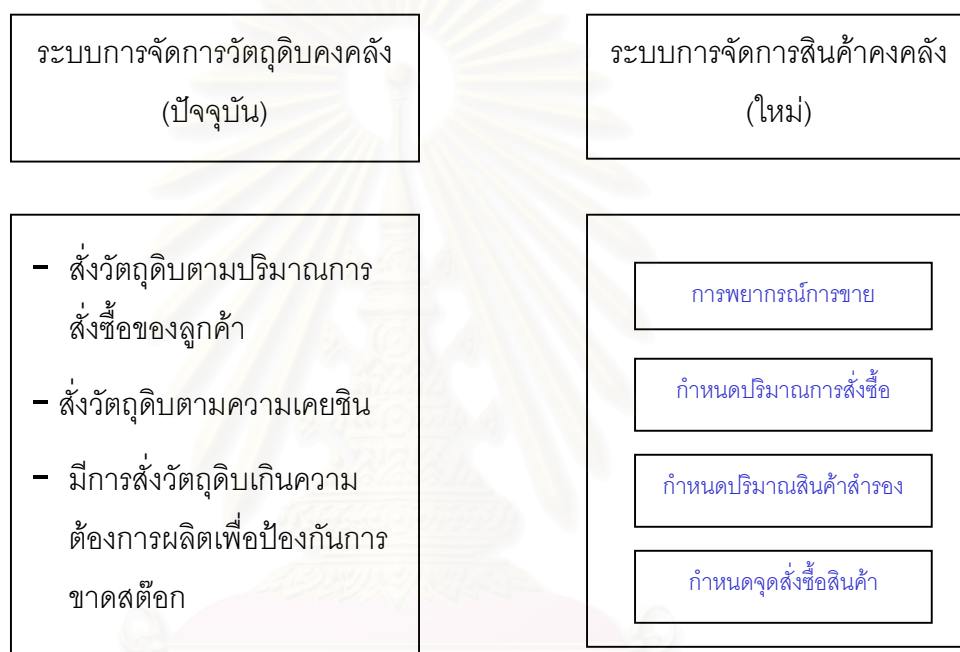 ระบบการจัดการวัตถุดิบคงคลัง
(ปัจจุบัน)
ระบบการจัดการสินค้าคงคลัง
(ใหม่)
- สั่งวัตถุดิบตามปริมาณการ
สั่งซื้อของลูกค้า
- สั่งวัตถุดิบตามความเคยชิน
- มีการสั่งวัตถุดิบเกินความ
ต้องการผลิตเพื่อป้องกันการ
ขาดสต๊อก
การพยากรณ์การขาย
กำหนดปริมาณการสั่งซื้อ
กำหนดปริมาณสินค้าสำรอง
กำหนดจุดสั่งซื้อสินค้า